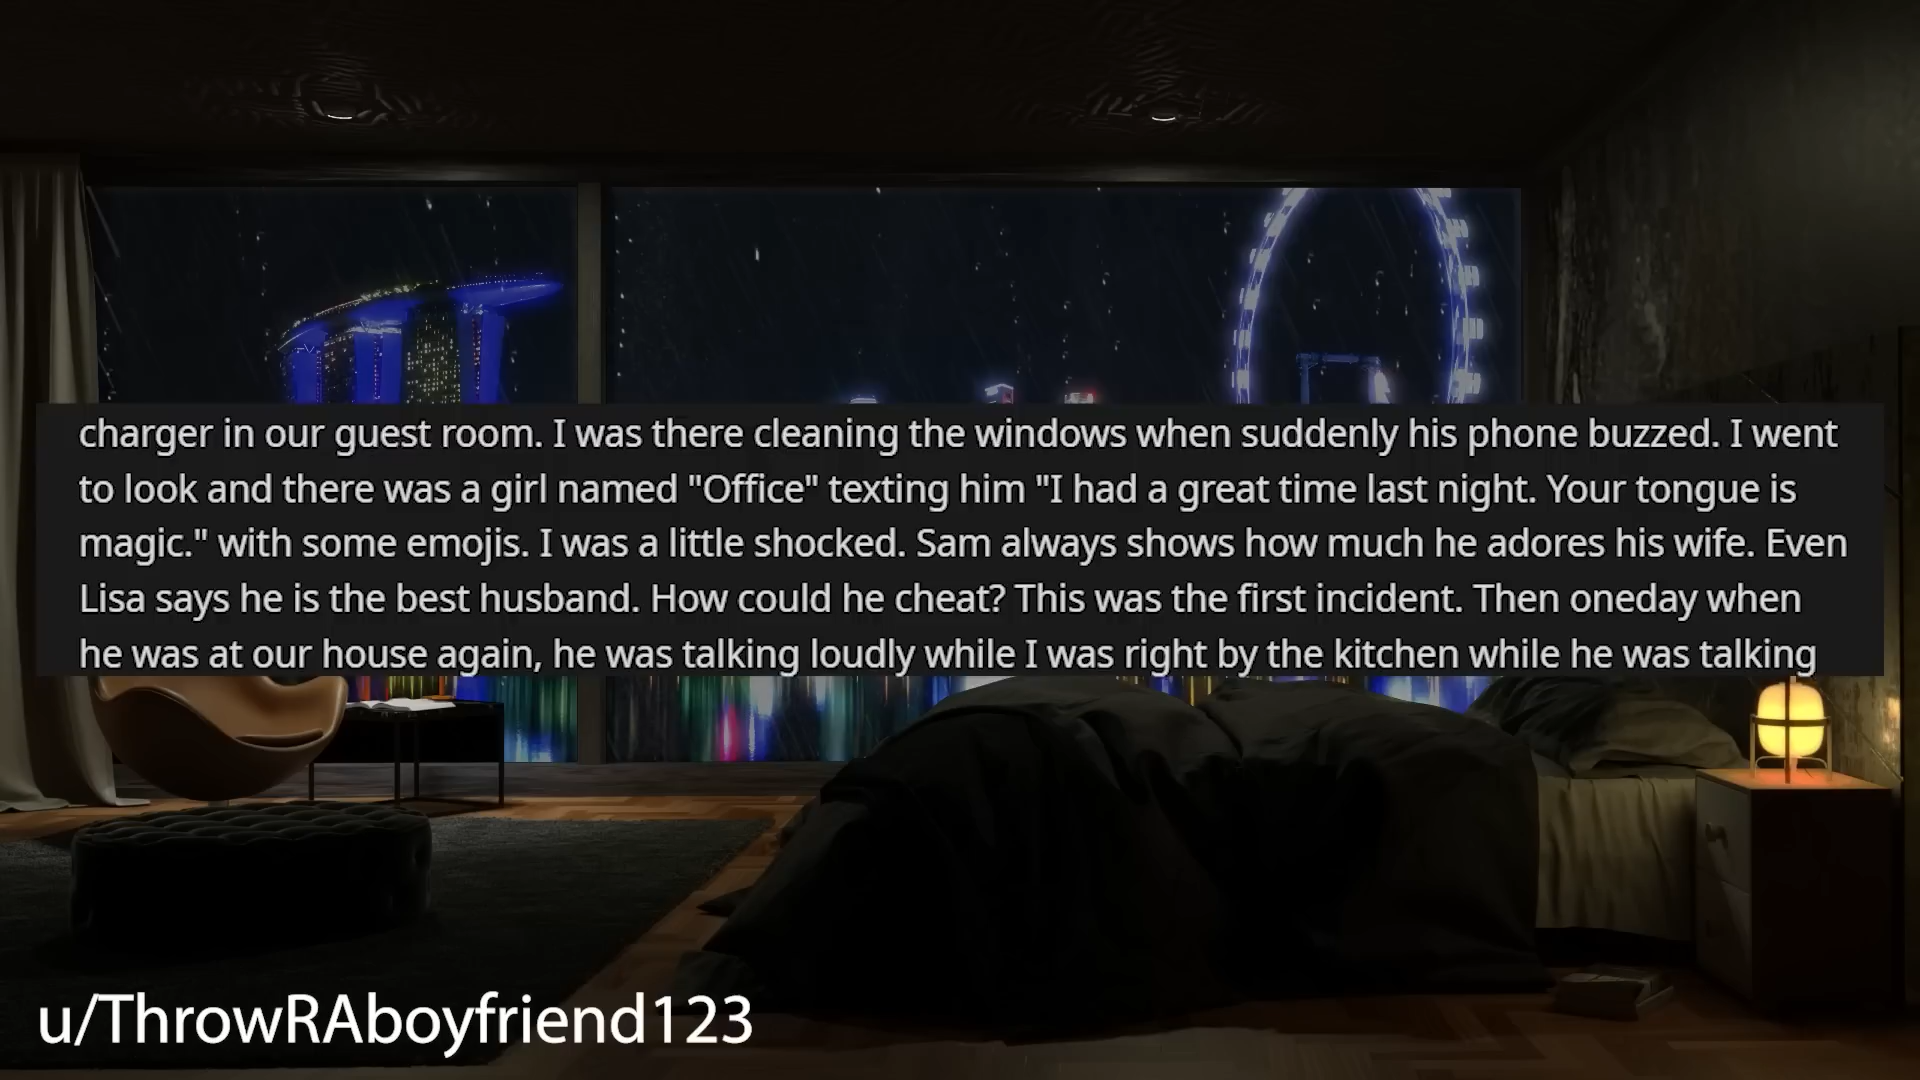 charger in our guest room. I was there cleaning the windows when suddenly his phone buzzed. I went
to look and there was a girl named "Office" texting him "I had a great time last night. Your tongue is
magic." with some emojis. I was a little shocked. Sam always shows how much he adores his wife. Even
Lisa says he is the best husband. How could he cheat? This was the first incident. Then oneday when
he was at our house again, he was talking loudly while I was right by the kitchen while he was talking
u/ThrowRAboyfriend123